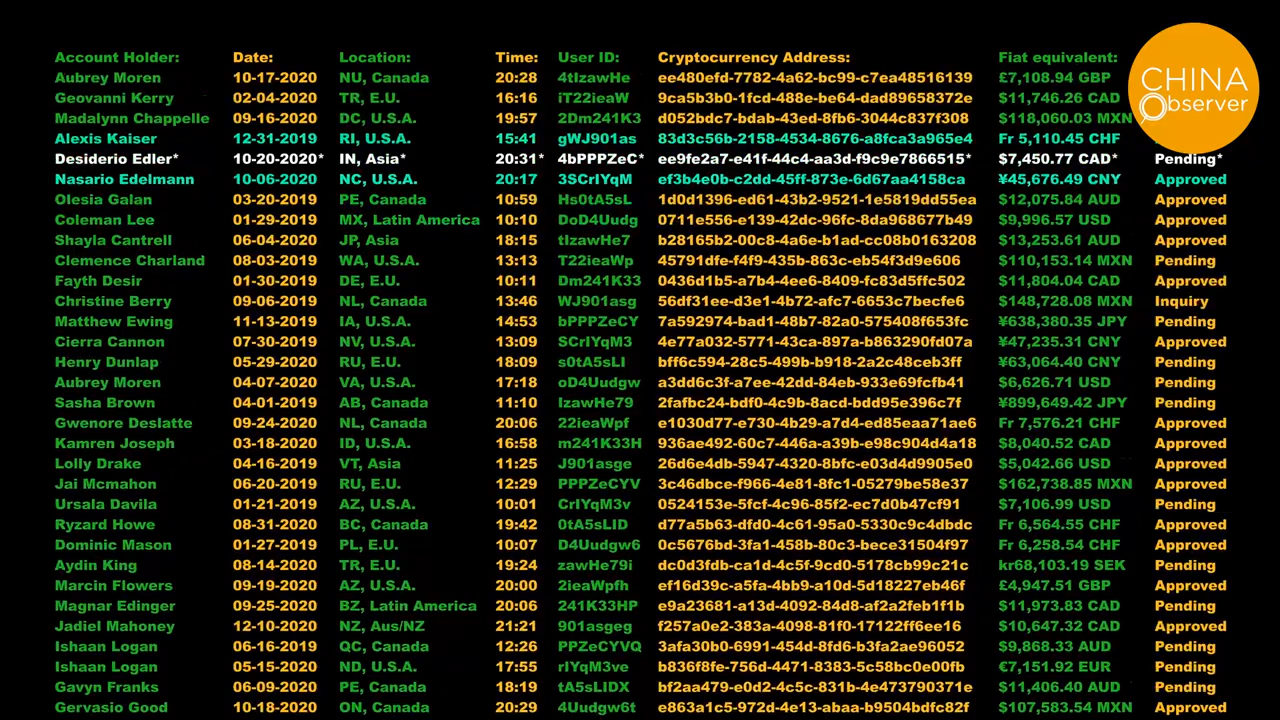 CHINA
Observer
Account Holder: Date: Location: Time: User ID: Cryptocurrency Address: Fiat equivalent:
Aubrey Moren 10-17-2020 NU, Canada 20:28 4tIzawHe ee480efd-7782-4a62-bc99-c7ea48516139 £7,108.94 GBP
Geovanni Kerry 02-04-2020 TR, E.U. 16:16 iT22ieaW 9ca5b3b0-1fcd-488e-be64-dad89658372e $11,746.26 CAD
Madalynn Chappelle 09-16-2020 DC, U.S.A. 19:57 2Dm241K3 d052bdc7-bdab-43ed-8fb6-3044c837f308 $118,060.03 MXN
Alexis Kaiser 12-31-2019 RI, U.S.A. 15:41 gWJ901as 83d3c56b-2158-4534-8676-a8fca3a965e4 Fr 5,110.45 CHF
Desiderio Edler* 10-20-2020* IN, Asia* 20:31* 4bPPPZeC* ee9fe2a7-e41f-44c4-aa3d-f9c9e7866515* $7,450.77 CAD* Pending*
Nasario Edelmann 10-06-2020 NC, U.S.A. 20:17 3SCrIYqM ef3b4e0b-c2dd-45ff-873e-6d67aa4158ca ¥45,676.49 CNY Approved
Olesia Galan 03-20-2019 PE, Canada 10:59 Hs0tA5sL 1d0d1396-ed61-43b2-9521-1e5819dd55ea $12,075.84 AUD Approved
Coleman Lee 01-29-2019 MX, Latin America 10:10 DoD4Uudg 0711e556-e139-42dc-96fc-8da968677b49 $9,996.57 USD Approved
Shayla Cantrell 06-04-2020 JP, Asia 18:15 tIzawHe7 b28165b2-00c8-4a6e-b1ad-cc08b0163208 $13,253.61 AUD Approved
Clemence Charland 08-03-2019 WA, U.S.A. 13:13 T22ieaWp 45791dfe-f4f9-435b-863c-eb54f3d9e606 $110,153.14 MXN Pending
Fayth Desir 01-30-2019 DE, E.U. 10:11 Dm241K33 0436d1b5-a7b4-4ee6-8409-fc83d5ffc502 $11,804.04 CAD Approved
Christine Berry 09-06-2019 NL, Canada 13:46 WJ901asg 56df31ee-d3e1-4b72-afc7-6653c7becfe6 $148,728.08 MXN Inquiry
Matthew Ewing 11-13-2019 IA, U.S.A. 14:53 bPPPZeCY 7a592974-bad1-48b7-82a0-575408f653fc ¥638,380.35 JPY Pending
Cierra Cannon 07-30-2019 NV, U.S.A. 13:09 SCrIYqM3 4e77a032-5771-43ca-897a-b863290fd07a ¥47,235.31 CNY Approved
Henry Dunlap 05-29-2020 RU, E.U. 18:09 s0tA5sLI bff6c594-28c5-499b-b918-2a2c48ceb3ff ¥63,064.40 CNY Pending
Aubrey Moren 04-07-2020 VA, U.S.A. 17:18 oD4Uudgw a3dd6c3f-a7ee-42dd-84eb-933e69fcfb41 $6,626.71 USD Pending
Sasha Brown 04-01-2019 AB, Canada 11:10 IzawHe79 2fafbc24-bdf0-4c9b-8acd-bdd95e396c7f ¥899,649.42 JPY Pending
Gwenore Deslatte 09-24-2020 NL, Canada 20:06 22ieaWpf e1030d77-e730-4b29-a7d4-ed85eaa71ae6 Fr 7,576.21 CHF Approved
Kamren Joseph 03-18-2020 ID, U.S.A. 16:58 m241K33H 936ae492-60c7-446a-a39b-e98c904d4a18 $8,040.52 CAD Approved
Lolly Drake 04-16-2019 VT, Asia 11:25 J901asge 26d6e4db-5947-4320-8bfc-e03d4d9905e0 $5,042.66 USD Approved
Jai Mcmahon 06-20-2019 RU, E.U. 12:29 PPPZeCYV 3c46dbce-f966-4e81-8fc1-05279be58e37 $162,738.85 MXN Approved
Ursala Davila 01-21-2019 AZ, U.S.A. 10:01 CrIYqM3v 0524153e-5fcf-4c96-85f2-ec7d0b47cf91 $7,106.99 USD Approved
Ryzard Howe 08-31-2020 BC, Canada 19:42 0tA5sLID d77a5b63-dfd0-4c61-95a0-5330c9c4dbdc Fr 6,564.55 CHF Approved
Dominic Mason 01-27-2019 PL, E.U. 10:07 D4Uudgw6 0c5676bd-3fa1-458b-80c3-bece31504f97 Fr 6,258.54 CHF Approved
Aydin King 08-14-2020 TR, E.U. 19:24 zawHe79i dc0d3fdb-ca1d-4c5f-9cd0-5178cb99c21c kr68,103.19 SEK Pending
Marcin Flowers 09-19-2020 AZ, U.S.A. 20:00 2ieaWpfh ef16d39c-a5fa-4bb9-a10d-5d18227eb46f £4,947.51 GBP Approved
Magnar Edinger 09-25-2020 BZ, Latin America 20:06 241K33HP e9a23681-a13d-4092-84d8-af2a2feb1f1b $11,973.83 CAD Pending
Jadiel Mahoney 12-10-2020 NZ, Aus/NZ 21:21 901asgeg f257a0e2-383a-4098-81f0-17122ff6ee16 $10,647.32 CAD Approved
Ishaan Logan 06-16-2019 QC, Canada 12:26 PPZeCYVQ 3afa30b0-6991-454d-8fd6-b3fa2ae96052 $9,868.33 AUD Pending
Ishaan Logan 05-15-2020 ND, U.S.A. 17:55 rIYqM3ve b836f8fe-756d-4471-8383-5c58bc0e00fb €7,151.92 EUR Pending
Gavyn Franks 06-09-2020 PE, Canada 18:19 tA5sLIDX bf2aa479-e0d2-4c5c-831b-4e473790371e $11,406.40 AUD Pending
Gervasio Good 10-18-2020 ON, Canada 20:29 4Uudgw6t e863a1c5-972d-4e13-abaa-b9504bdfc82f $107,583.54 MXN Approved